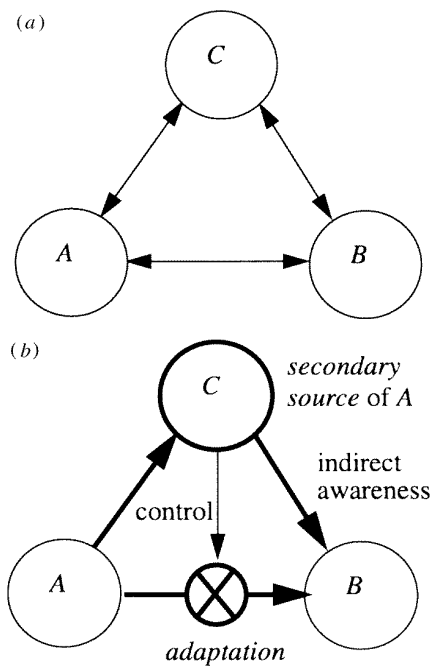 (a)
C
A
B
(b)
C
secondary
source of A
indirect
awareness
control
A
B
adaptation